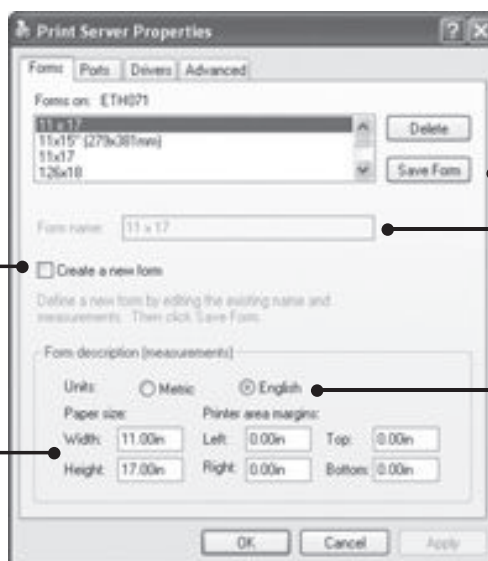 Print Server Properties
Forms Ports Drivers Advanced
Forms on: ETH071
11 x 17
11x15" (279x381mm)
11x17
126x18
Delete
Save Form
Form name: 11 x 17
Create a new form
Define a new form by editing the existing name and
measurements. Then click Save Form.
Form description (measurements)
Units: Metric English
Paper size: Printer area margins:
Width: 11.00in Left: 0.00in Top: 0.00in
Height: 17.00in Right: 0.00in Bottom: 0.00in
OK Cancel Apply